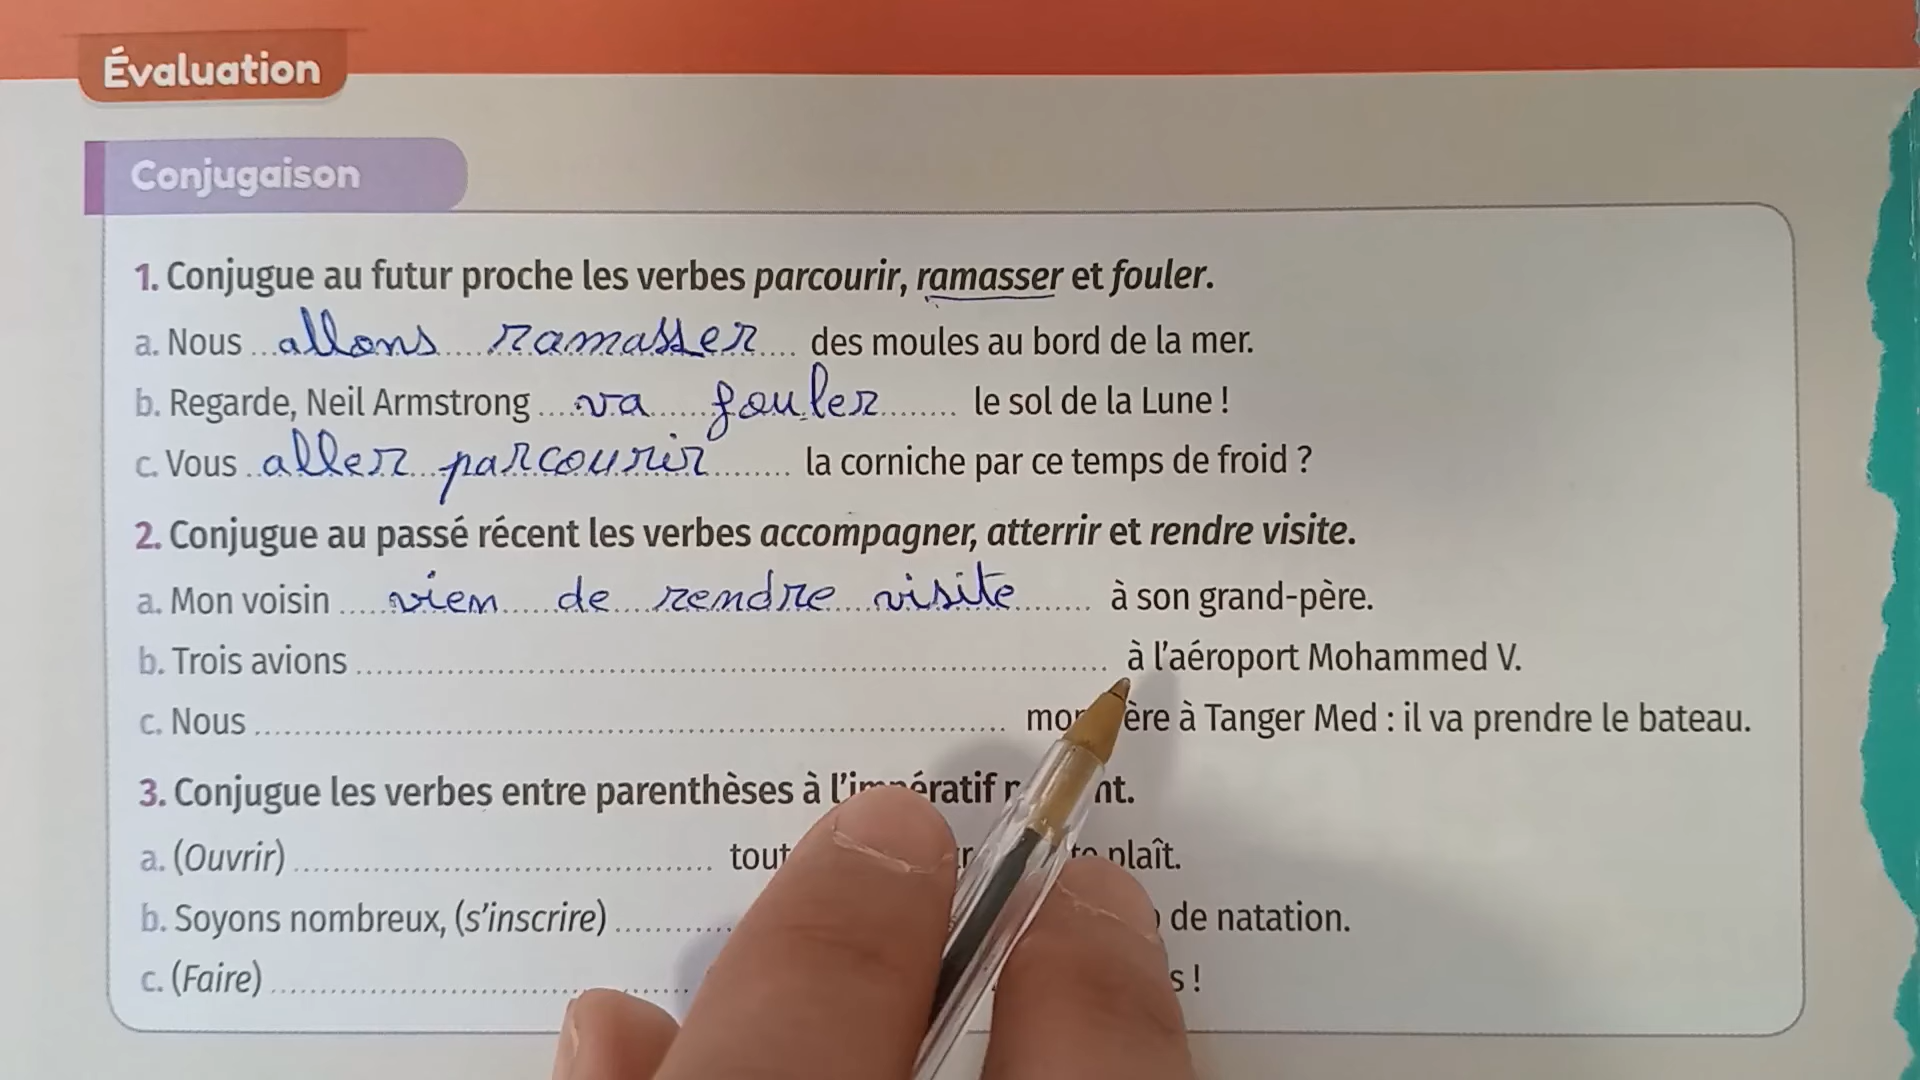 Évaluation
Conjugaison
1. Conjugue au futur proche les verbes parcourir, ramasser et fouler.
a. Nous ... allons ... ramasser ... des moules au bord de la mer.
b. Regarde, Neil Armstrong ... va ... fouler ... le sol de la Lune !
c. Vous ... aller ... parcourir ... la corniche par ce temps de froid ?
2. Conjugue au passé récent les verbes accompagner, atterrir et rendre visite.
a. Mon voisin ... vien ... de ... rendre ... visite ... à son grand-père.
b. Trois avions ... à l'aéroport Mohammed V.
c. Nous ... à Tanger Med : il va prendre le bateau.
3. Conjugue les verbes entre parenthèses à
a. (Ouvrir) ... plaît.
b. Soyons nombreux, (s'inscrire) ... de natation.
c. (Faire) ... !